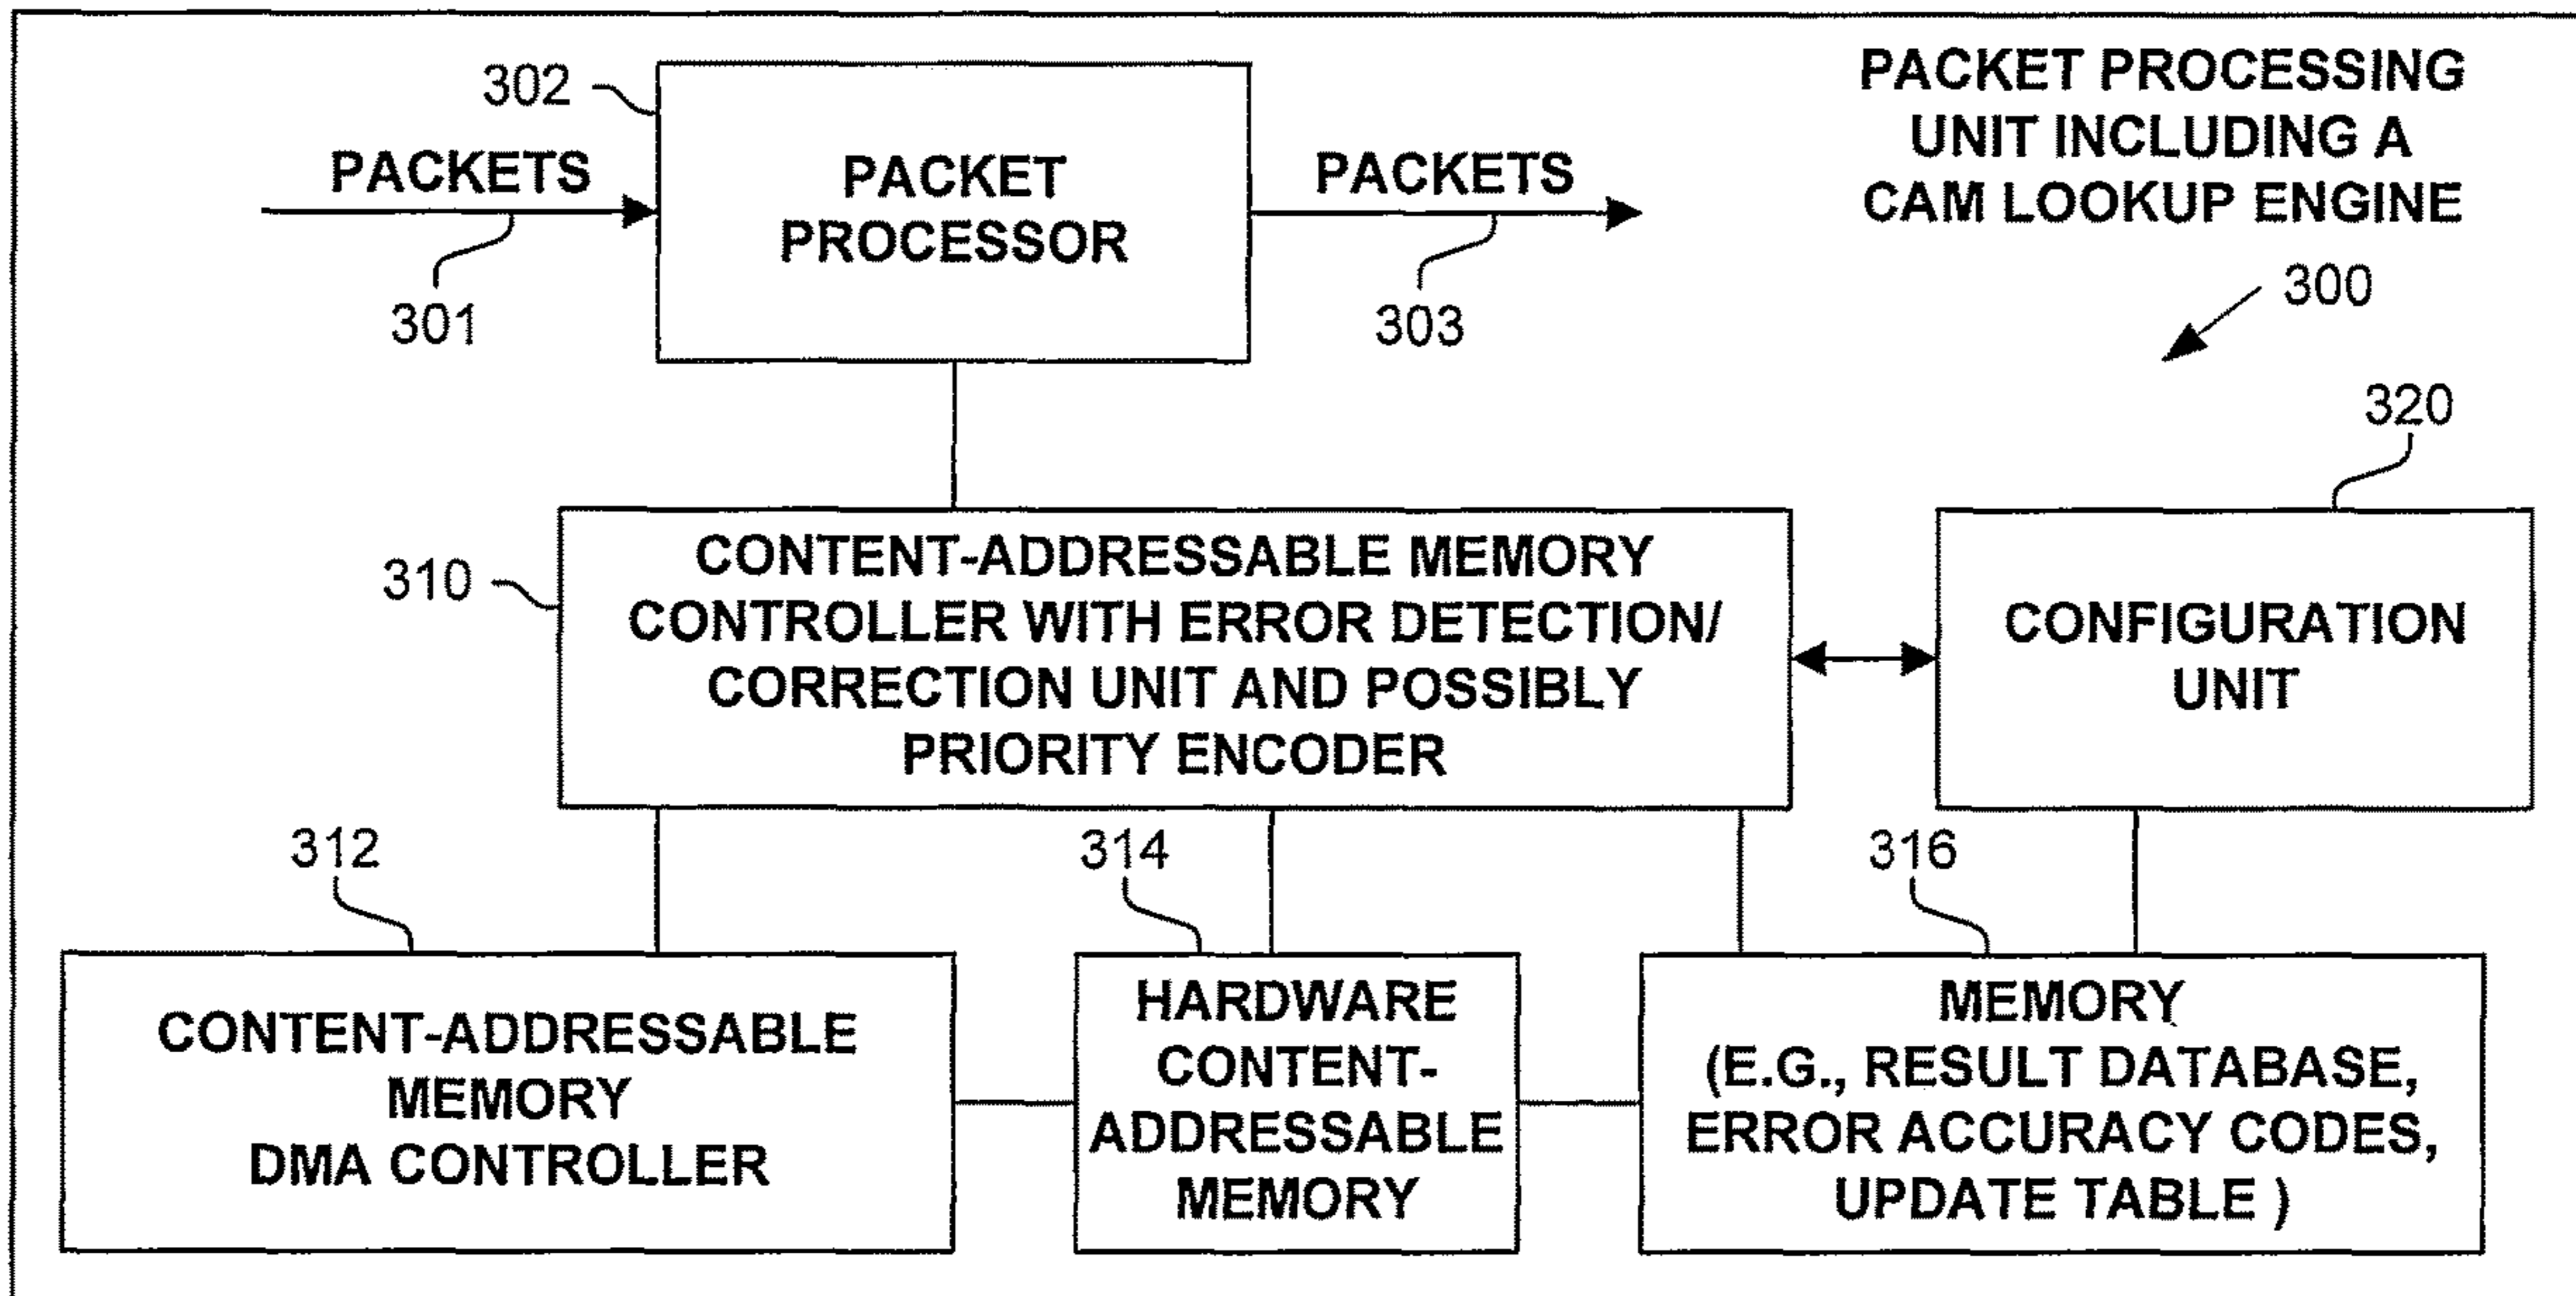 PACKET PROCESSING
UNIT INCLUDING A
CAM LOOKUP ENGINE
300
302
PACKETS
301
PACKET
PROCESSOR
PACKETS
303
320
310
CONTENT-ADDRESSABLE MEMORY
CONTROLLER WITH ERROR DETECTION/
CORRECTION UNIT AND POSSIBLY
PRIORITY ENCODER
CONFIGURATION
UNIT
312
314
316
CONTENT-ADDRESSABLE
MEMORY
DMA CONTROLLER
HARDWARE
CONTENT-
ADDRESSABLE
MEMORY
MEMORY
(E.G., RESULT DATABASE,
ERROR ACCURACY CODES,
UPDATE TABLE )